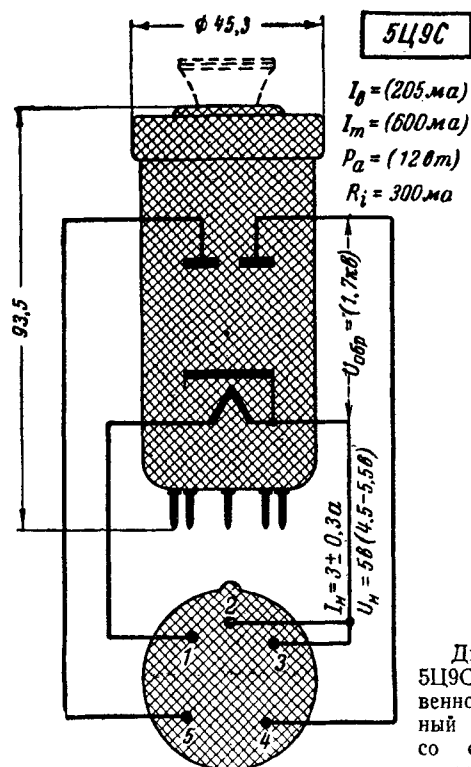 ϕ 45,3
5Ц9С
I_в = (205 ма)
I_m = (600 ма)
P_a = (12 вт)
R_i = 300 ма
93,5
U_обр = (1,7 кв)
I_н = 3 ± 0,3 а
U_н = 5 в (4,5-5,5 в)
2
1
3
5
4
5Ц9С
венно
ный
со